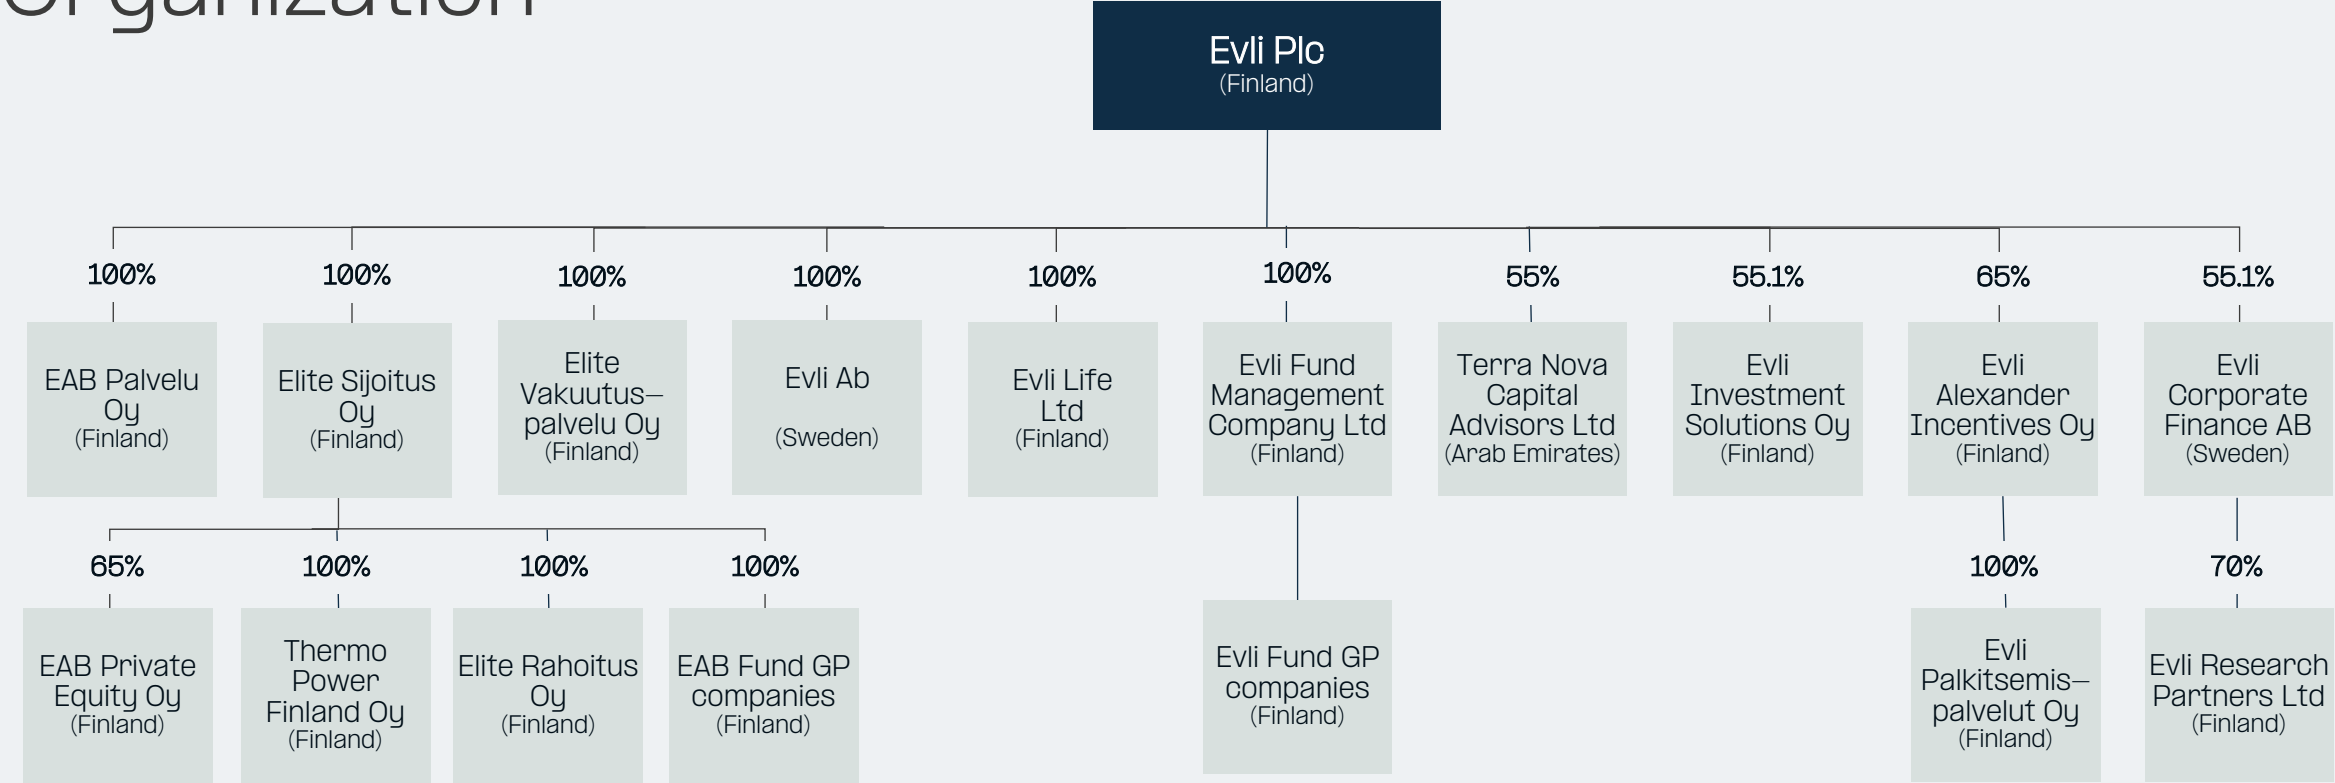 Organization
Evli Plc
(Finland)
100%
100%
100%
100%
100%
100%
55%
55.1%
65%
55.1%
EAB Palvelu
Oy
(Finland)
Elite Sijoitus
Oy
(Finland)
Elite
Vakuutus–
palvelu Oy
(Finland)
Evli Ab
(Sweden)
Evli Life
Ltd
(Finland)
Evli Fund
Management
Company Ltd
(Finland)
Terra Nova
Capital
Advisors Ltd
(Arab Emirates)
Evli
Investment
Solutions Oy
(Finland)
Evli
Alexander
Incentives Oy
(Finland)
Evli
Corporate
Finance AB
(Sweden)
65%
100%
100%
100%
100%
70%
EAB Private
Equity Oy
(Finland)
Thermo
Power
Finland Oy
(Finland)
Elite Rahoitus
Oy
(Finland)
EAB Fund GP
companies
(Finland)
Evli Fund GP
companies
(Finland)
Evli
Palkitsemis–
palvelut Oy
(Finland)
Evli Research
Partners Ltd
(Finland)